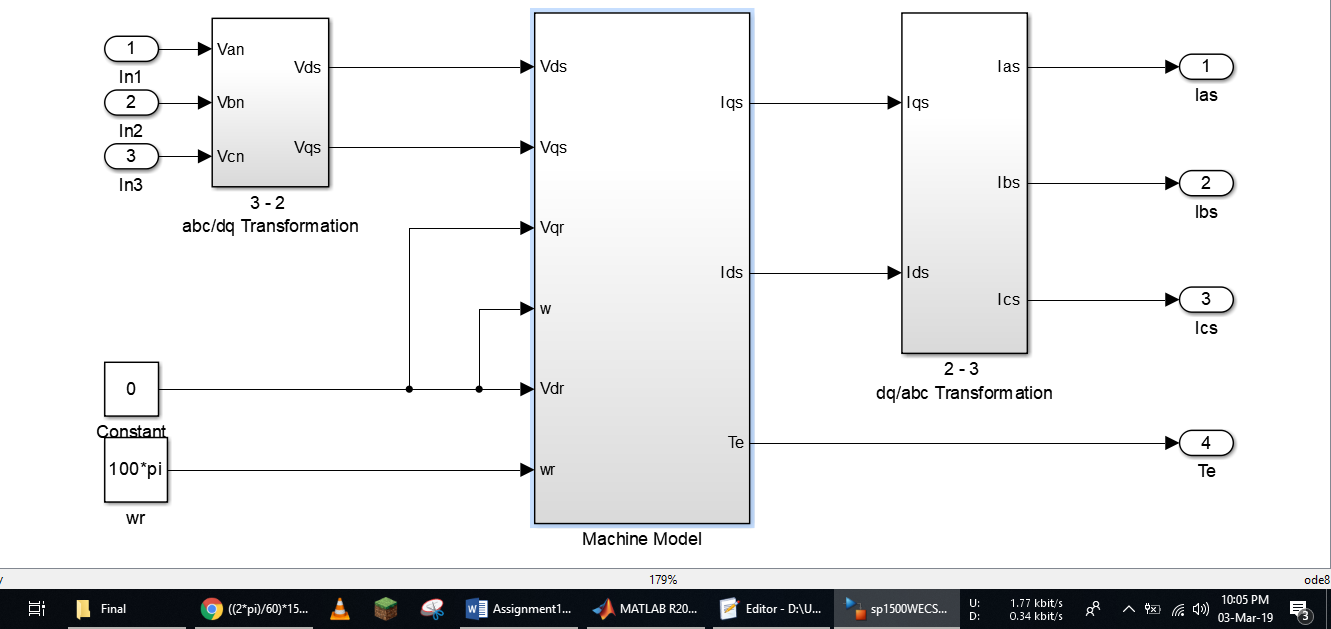 1
In1
2
In2
3
In3
Van
Vbn
Vcn
Vds
Vqs
3 - 2
abc/dq Transformation
0
Constant
100*pi
wr
Vds
Vqs
Vqr
w
Vdr
wr
Iqs
Ids
Te
Machine Model
Iqs
Ids
Ias
Ibs
Ics
2 - 3
dq/abc Transformation
1
Ias
2
Ibs
3
Ics
4
Te
179%
ode8
Final
((2*pi)/60)*15...
Assignment1...
MATLAB R20...
Editor - D:\U...
sp1500WECS...
U: 1.77 kbit/s
D: 0.34 kbit/s
10:05 PM
03-Mar-19
3